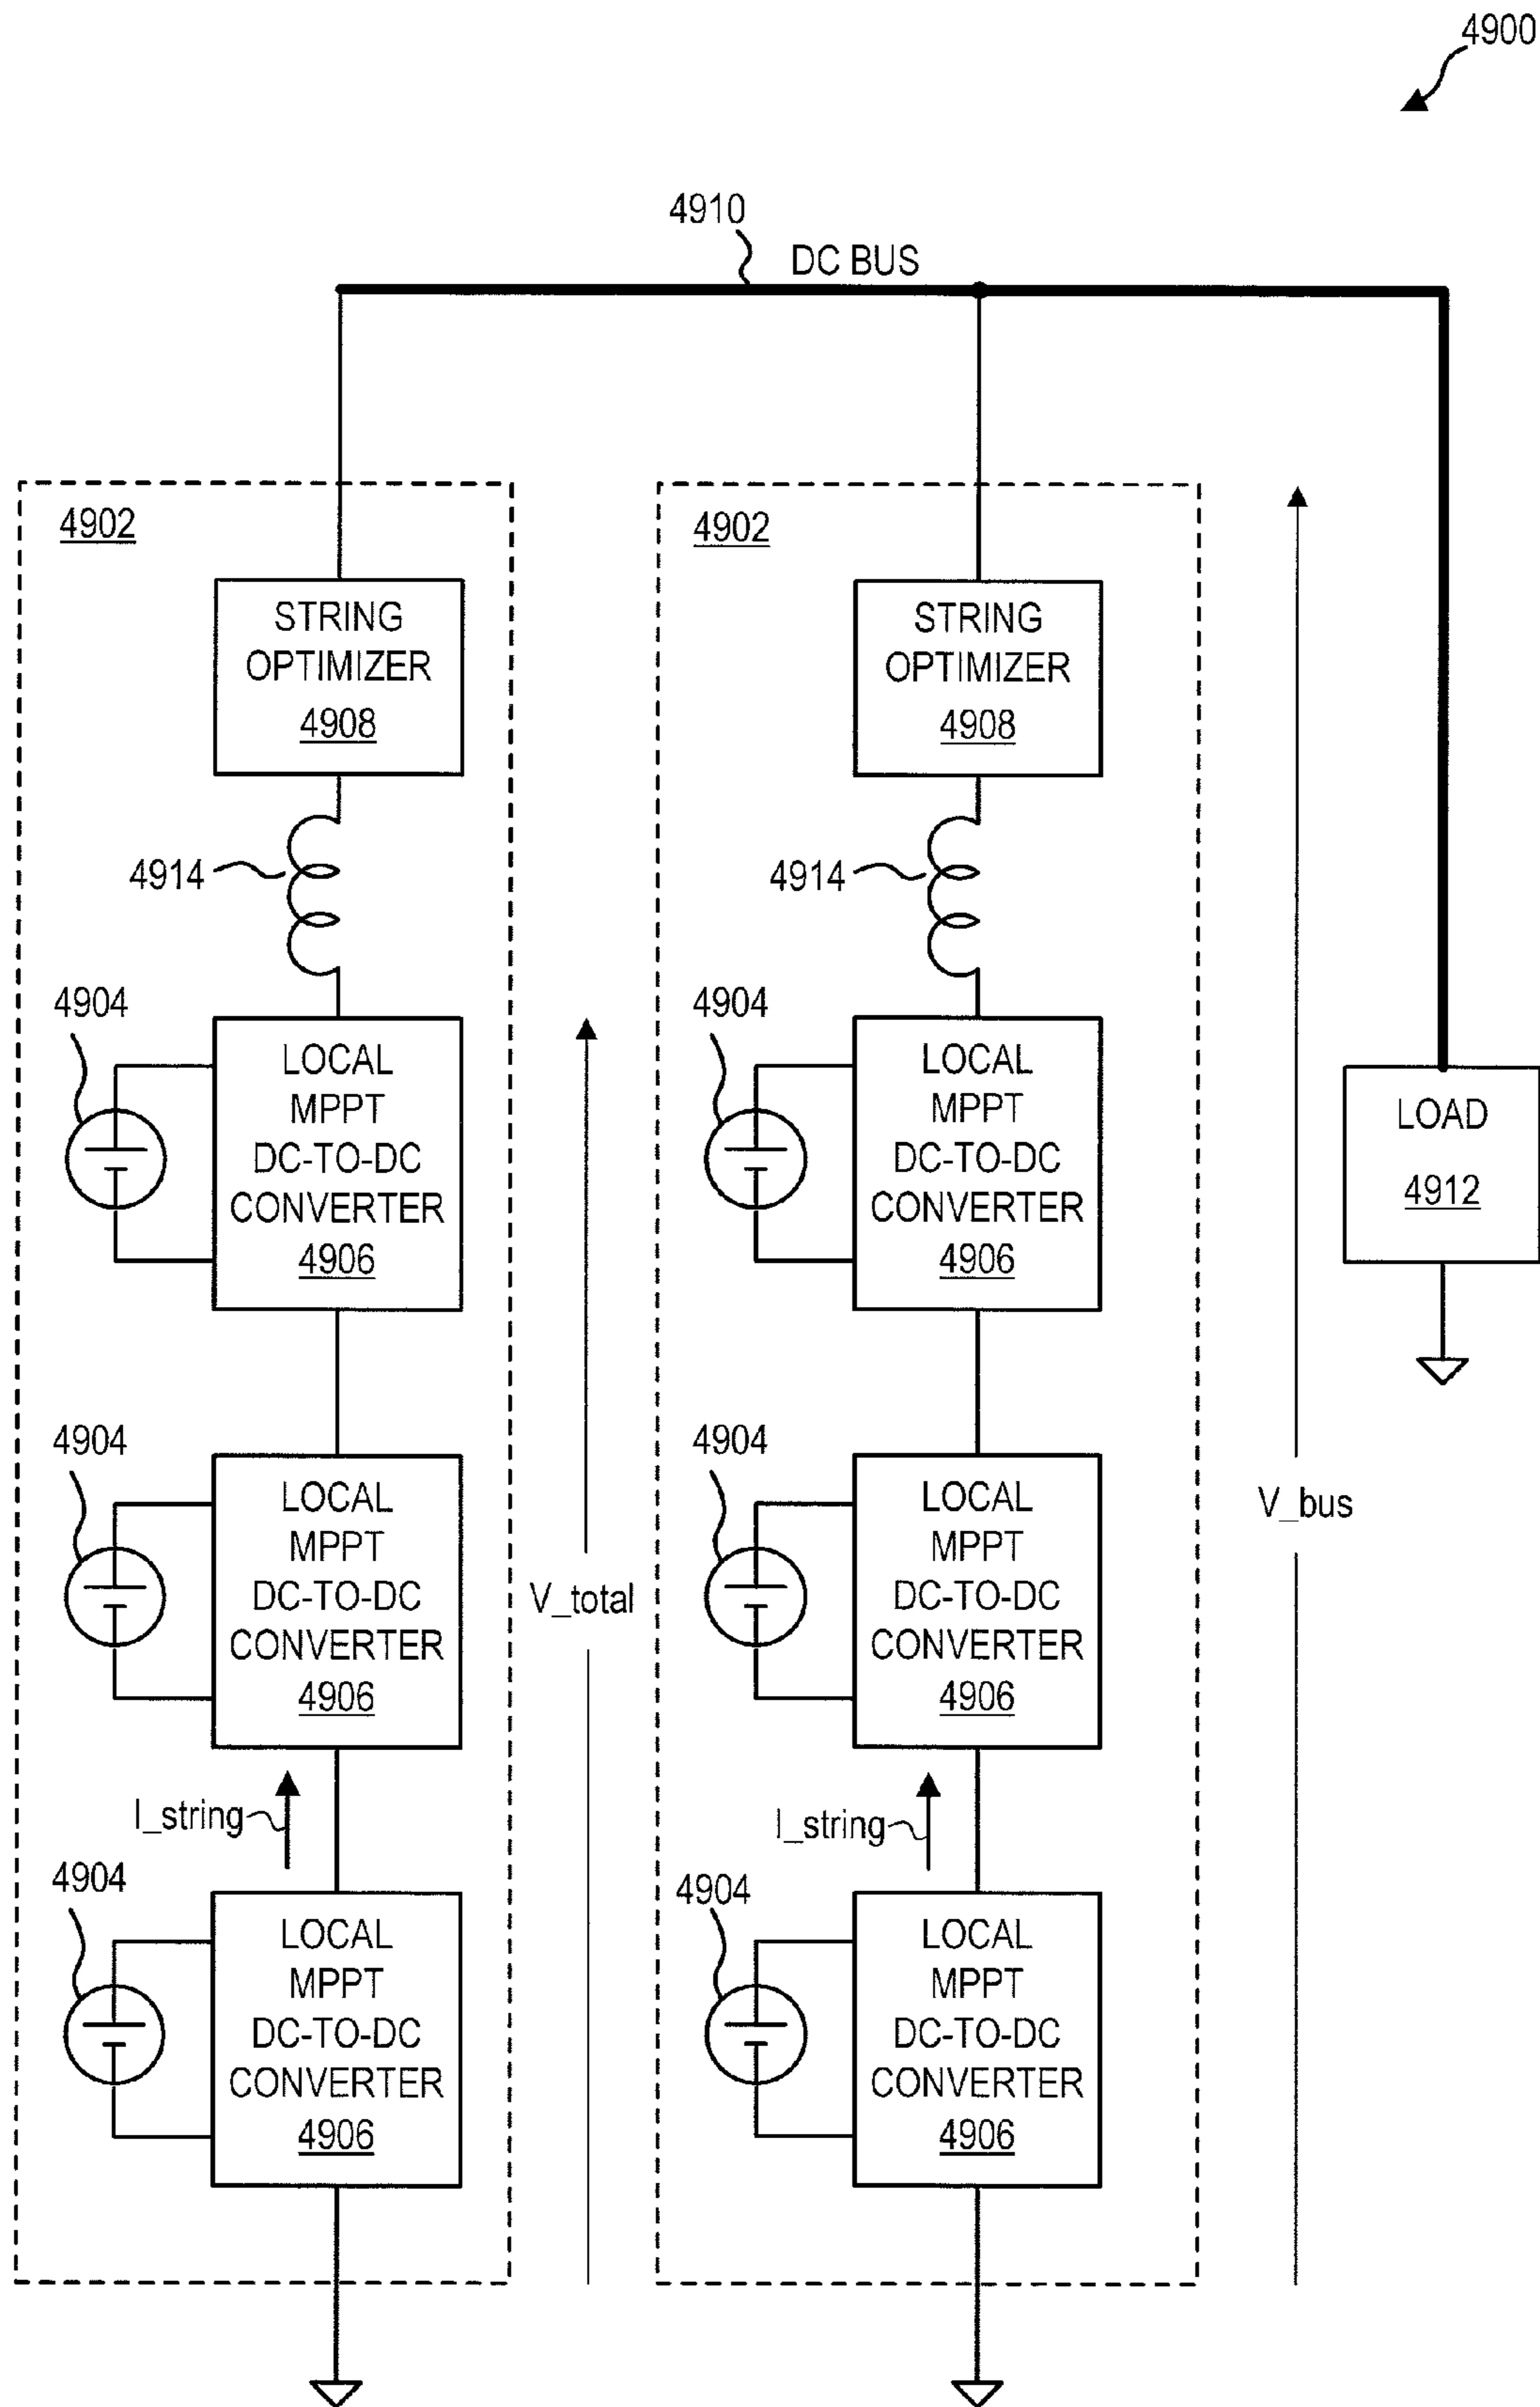 4900
4910
DC BUS
4902
STRING
OPTIMIZER
4908
4914
4904
LOCAL
MPPT
DC-TO-DC
CONVERTER
4906
4904
LOCAL
MPPT
DC-TO-DC
CONVERTER
4906
I_string
4904
LOCAL
MPPT
DC-TO-DC
CONVERTER
4906
V_total
4902
STRING
OPTIMIZER
4908
4914
4904
LOCAL
MPPT
DC-TO-DC
CONVERTER
4906
4904
LOCAL
MPPT
DC-TO-DC
CONVERTER
4906
I_string
4904
LOCAL
MPPT
DC-TO-DC
CONVERTER
4906
V_bus
LOAD
4912